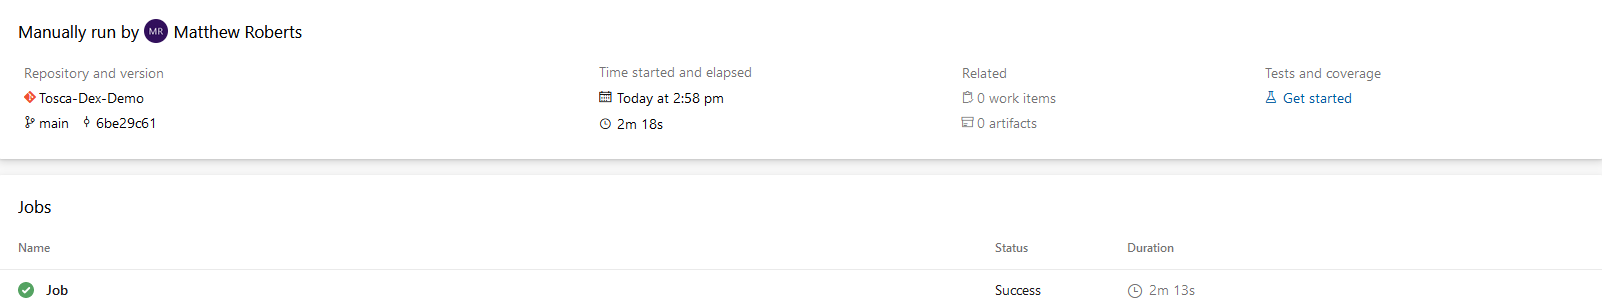 Manually run by MR Matthew Roberts
Repository and version
Tosca-Dex-Demo
main 6be29c61
Time started and elapsed
Today at 2:58 pm
2m 18s
Related
0 work items
0 artifacts
Tests and coverage
Get started
Jobs
Name Status Duration
Job Success 2m 13s